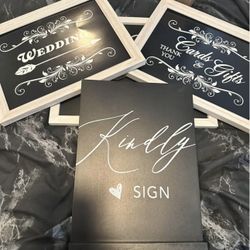 WEDDING
Cards & Gifts
THANK
YOU
Kindly
SIGN